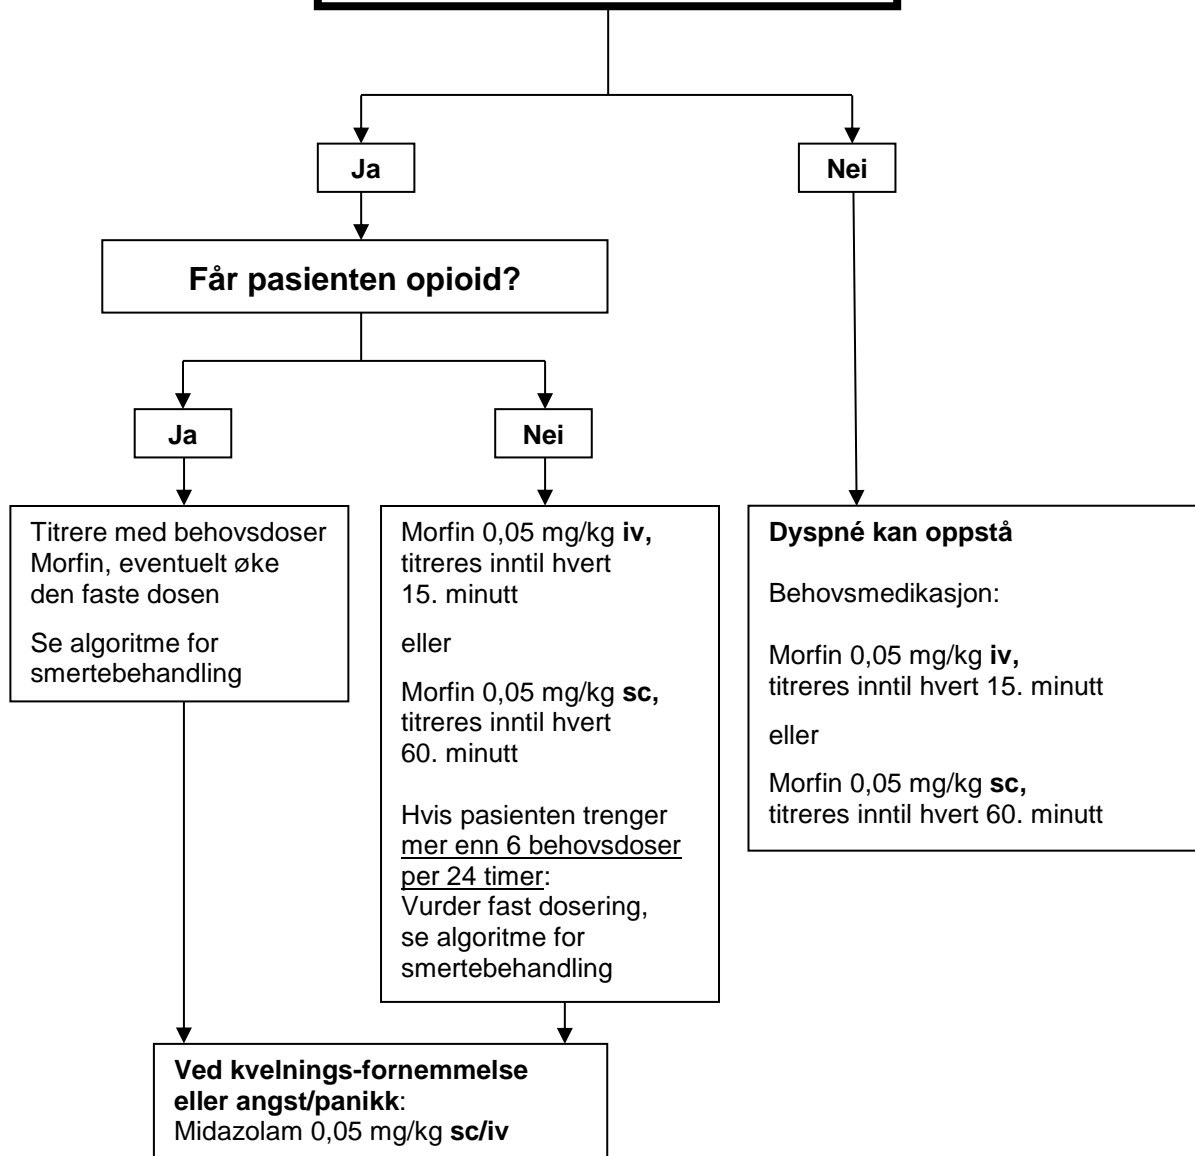 Ja
Nei
Får pasienten opioid?
Ja
Nei
Titrere med behovsdoser
Morfin, eventuelt øke
den faste dosen
Se algoritme for
smertebehandling
Morfin 0,05 mg/kg iv,
titreres inntil hvert
15. minutt
eller
Morfin 0,05 mg/kg sc,
titreres inntil hvert
60. minutt
Hvis pasienten trenger
mer enn 6 behovsdoser
per 24 timer:
Vurder fast dosering,
se algoritme for
smertebehandling
Dyspné kan oppstå
Behovsmedikasjon:
Morfin 0,05 mg/kg iv,
titreres inntil hvert 15. minutt
eller
Morfin 0,05 mg/kg sc,
titreres inntil hvert 60. minutt
Ved kvelnings-fornemmelse
eller angst/panikk:
Midazolam 0,05 mg/kg sc/iv